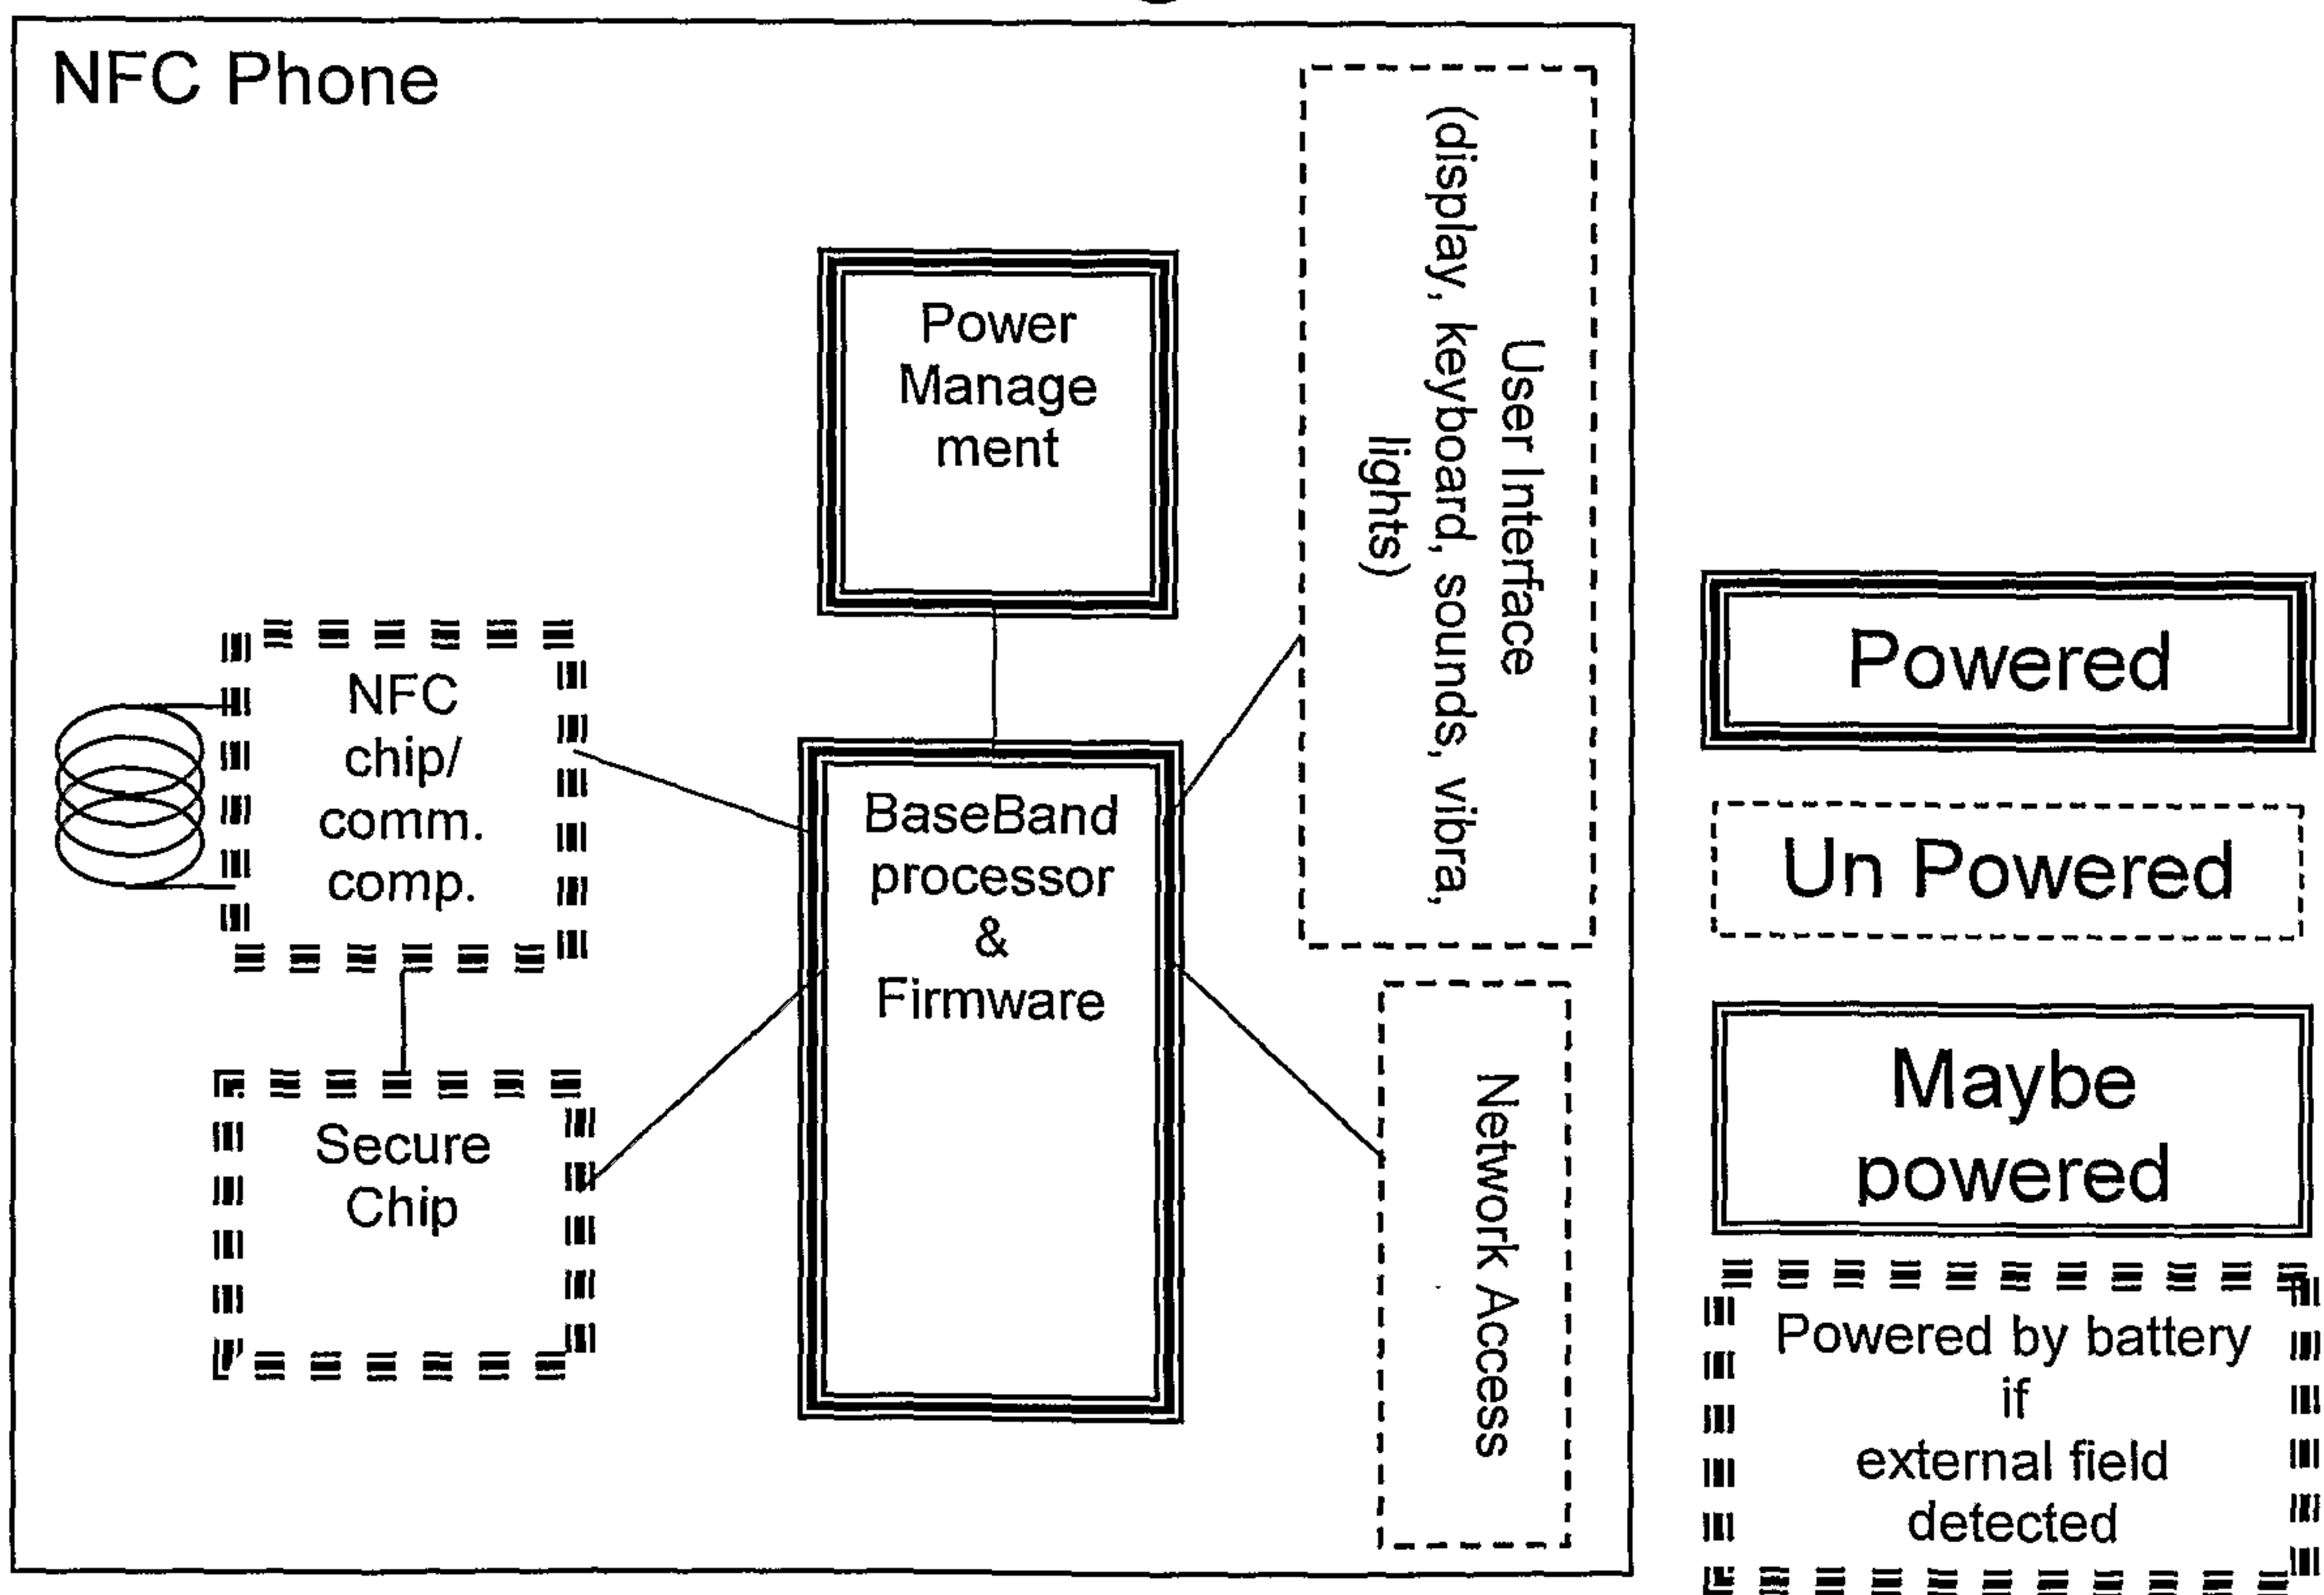 NFC Phone
Power
Manage
ment
User Interface
(display, keyboard, sounds, vibra,
lights)
NFC
chip/
comm.
comp.
BaseBand
processor
&
Firmware
Secure
Chip
Network Access
Powered
Un Powered
Maybe
powered
Powered by battery
if
external field
detected